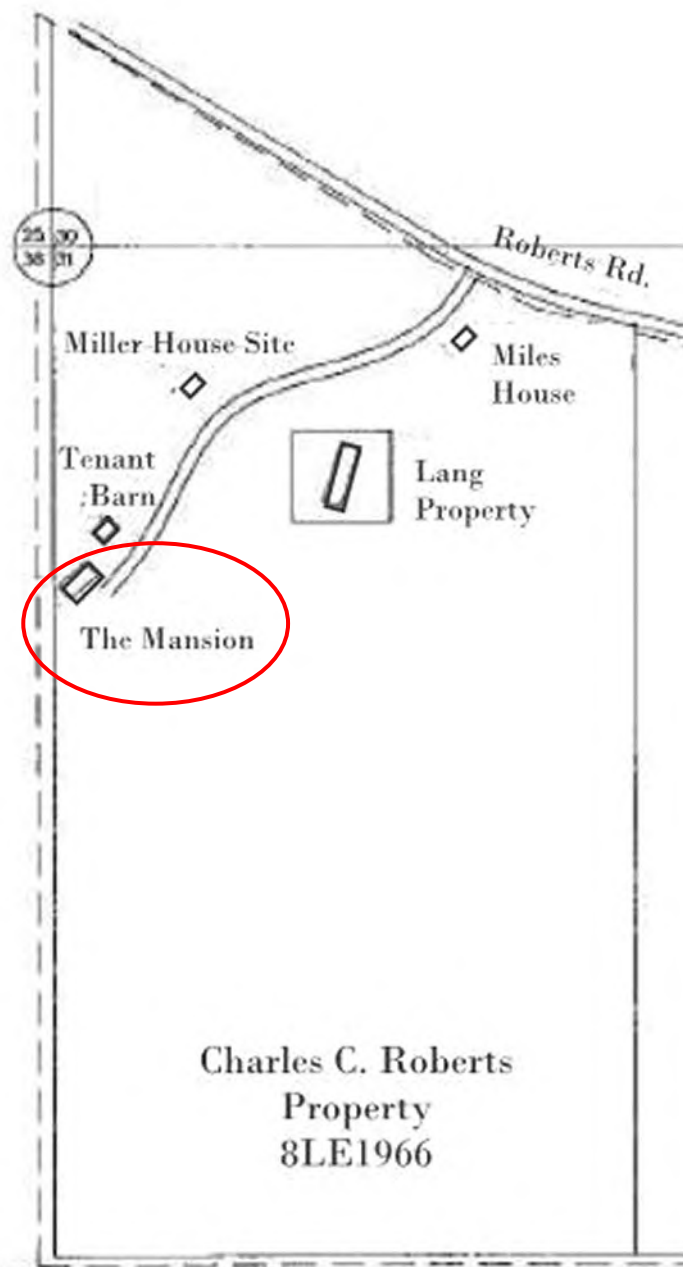 25 30
36 31
Roberts Rd.
Miller House Site
Miles
House
Tenant
Barn
Lang
Property
The Mansion
Charles C. Roberts
Property
8LE1966